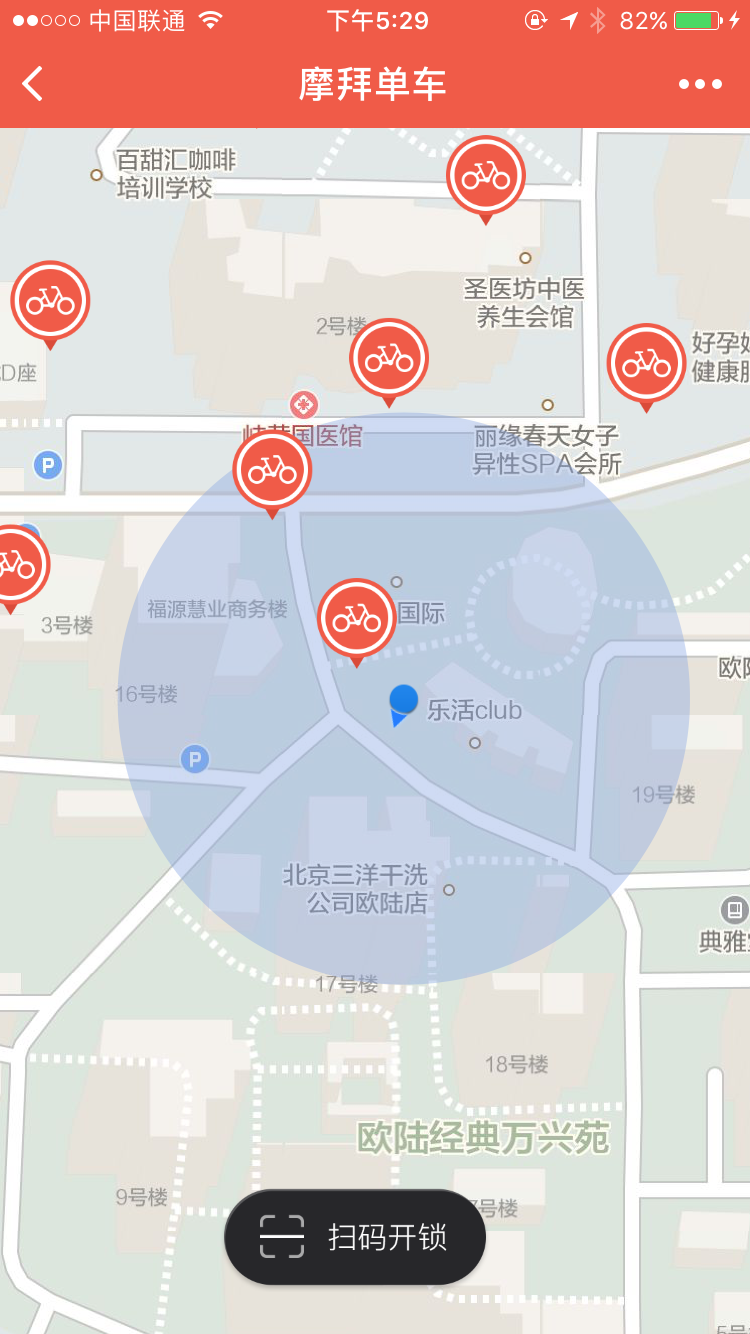 中国联通
下午5:29
82%
摩拜单车
百甜汇咖啡
培训学校
圣医坊中医
养生会馆
2号楼
D座
好孕
健康
国医馆
丽缘春天女子
异性SPA会所
P
3号楼
福源慧业商务楼
国际
16号楼
乐活club
欧
P
19号楼
北京三洋干洗
公司欧陆店
典雅
17号楼
18号楼
欧陆经典万兴苑
9号楼
号楼
扫码开锁
5号